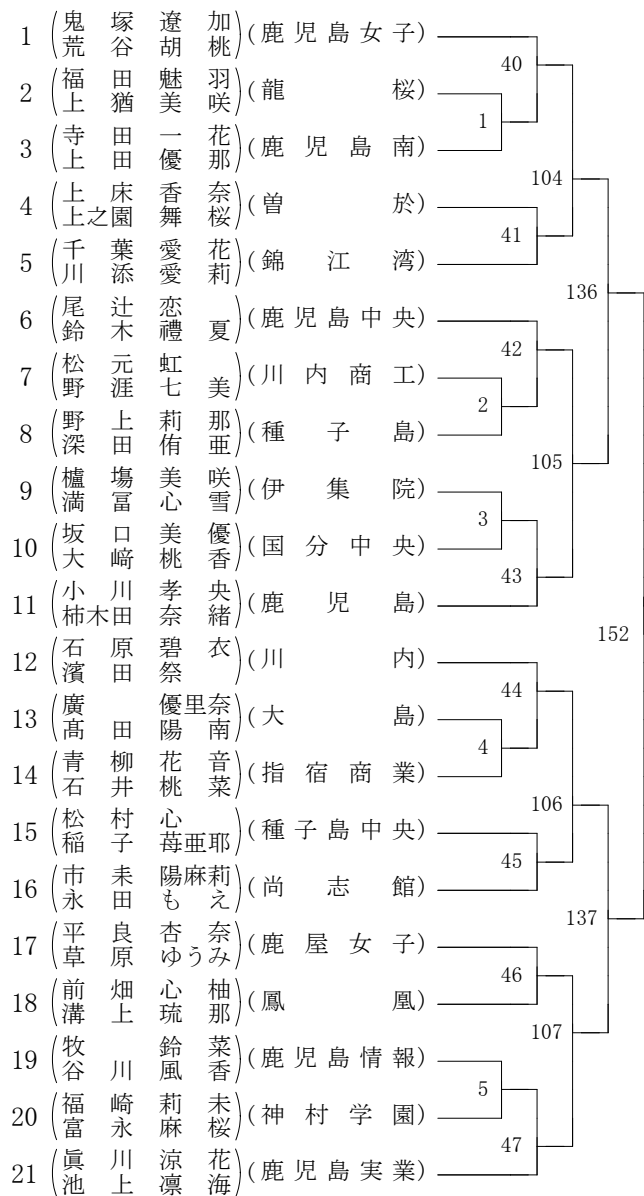 1 (鬼塚遼加 荒谷胡桃) (鹿児島女子)
2 (福田魅羽 上猶美咲) (龍桜)
3 (寺田一花 上田優那) (鹿児島南)
4 (上床香奈 上之園舞桜) (曽於)
5 (千葉愛花 川添愛莉) (錦江湾)
6 (尾辻恋 鈴木禮夏) (鹿児島中央)
7 (松元虹 野涯七美) (川内商工)
8 (野上莉那 深田侑亜) (種子島)
9 (櫨場美咲 満冨心雪) (伊集院)
10 (坂口美優 大﨑桃香) (国分中央)
11 (小川孝央 柿木田奈緒) (鹿児島)
12 (石原碧衣 濱田祭) (川内)
13 (廣優里奈 髙田陽南) (大島)
14 (青柳花音 石井桃菜) (指宿商業)
15 (松村心 稲子苺亜耶) (種子島中央)
16 (市耒陽麻莉 永田もえ) (尚志館)
17 (平良杏奈 草原ゆうみ) (鹿屋女子)
18 (前畑心柚 溝上琉那) (鳳凰)
19 (牧鈴菜 谷川風香) (鹿児島情報)
20 (福崎莉未 富永麻桜) (神村学園)
21 (眞川涼花 池上凛海) (鹿児島実業)
40
1
104
41
136
42
2
105
3
43
152
44
4
106
45
137
46
107
5
47